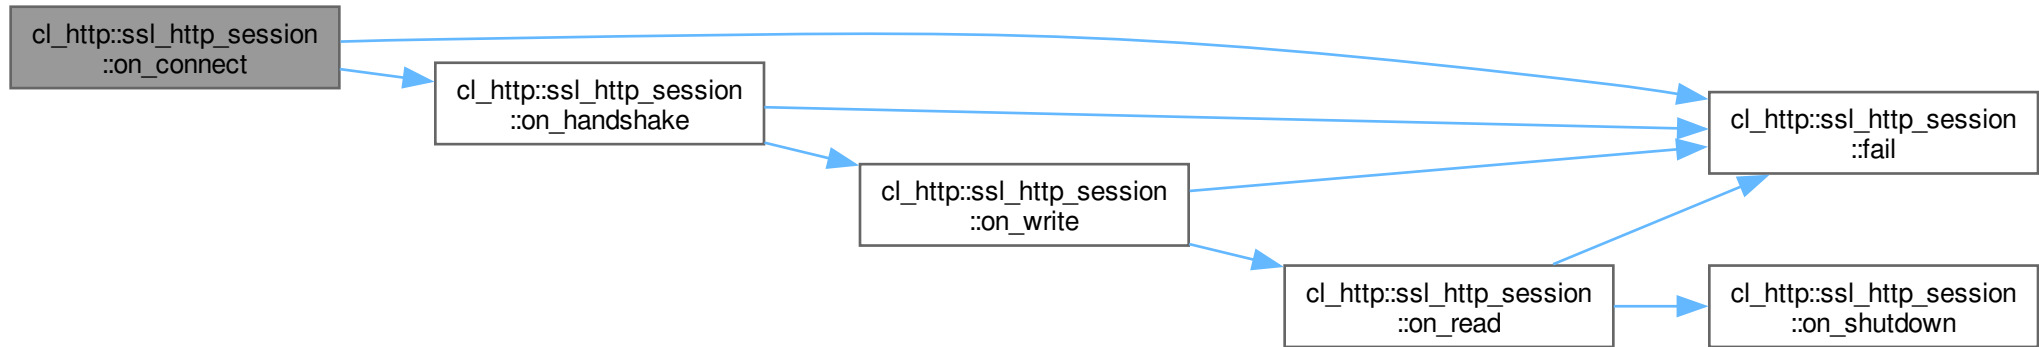 cl_http::ssl_http_session
::on_connect
cl_http::ssl_http_session
::on_handshake
cl_http::ssl_http_session
::fail
cl_http::ssl_http_session
::on_write
cl_http::ssl_http_session
::on_read
cl_http::ssl_http_session
::on_shutdown